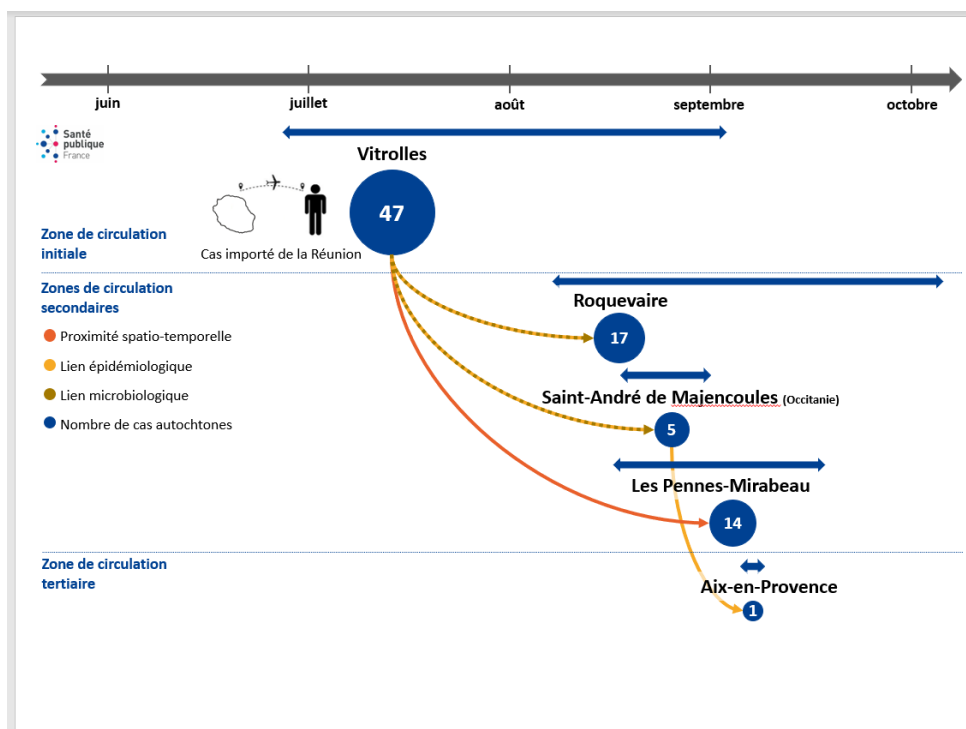 juin
juillet
août
septembre
octobre
Santé
publique
France
Vitrolles
47
Cas importé de la Réunion
Zone de circulation
initiale
Zones de circulation
secondaires
Proximité spatio-temporelle
Lien épidémiologique
Lien microbiologique
Nombre de cas autochtones
Roquevaire
17
Saint-André de Majencoules (Occitanie)
5
Les Pennes-Mirabeau
14
Zone de circulation
tertiaire
Aix-en-Provence
1